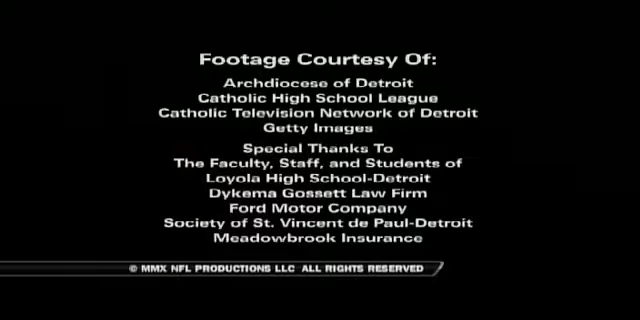 Footage Courtesy Of:
Archdiocese of Detroit
Catholic High School League
Catholic Television Network of Detroit
Getty Images
Special Thanks To
The Faculty, Staff, and Students of
Loyola High School-Detroit
Dykema Gossett Law Firm
Ford Motor Company
Society of St. Vincent de Paul-Detroit
Meadowbrook Insurance
© MMX NFL PRODUCTIONS LLC ALL RIGHTS RESERVED